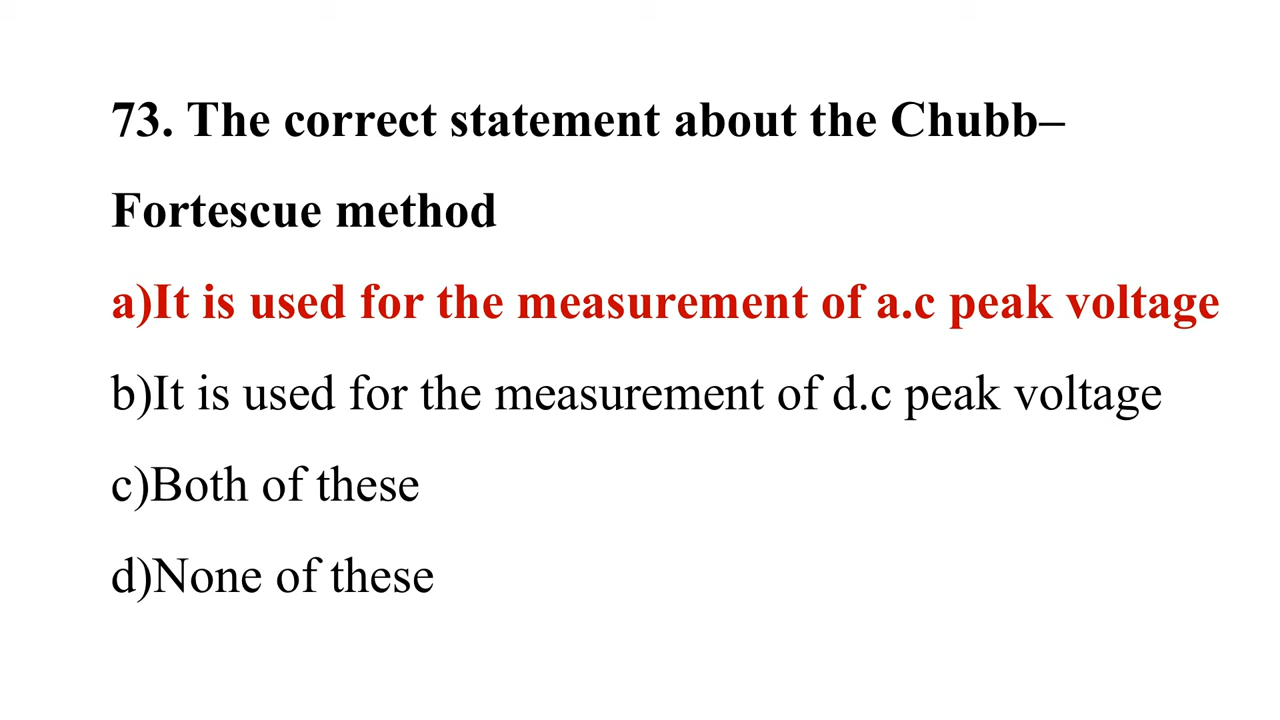 73. The correct statement about the Chubb–
Fortescue method
a)It is used for the measurement of a.c peak voltage
b)It is used for the measurement of d.c peak voltage
c)Both of these
d)None of these